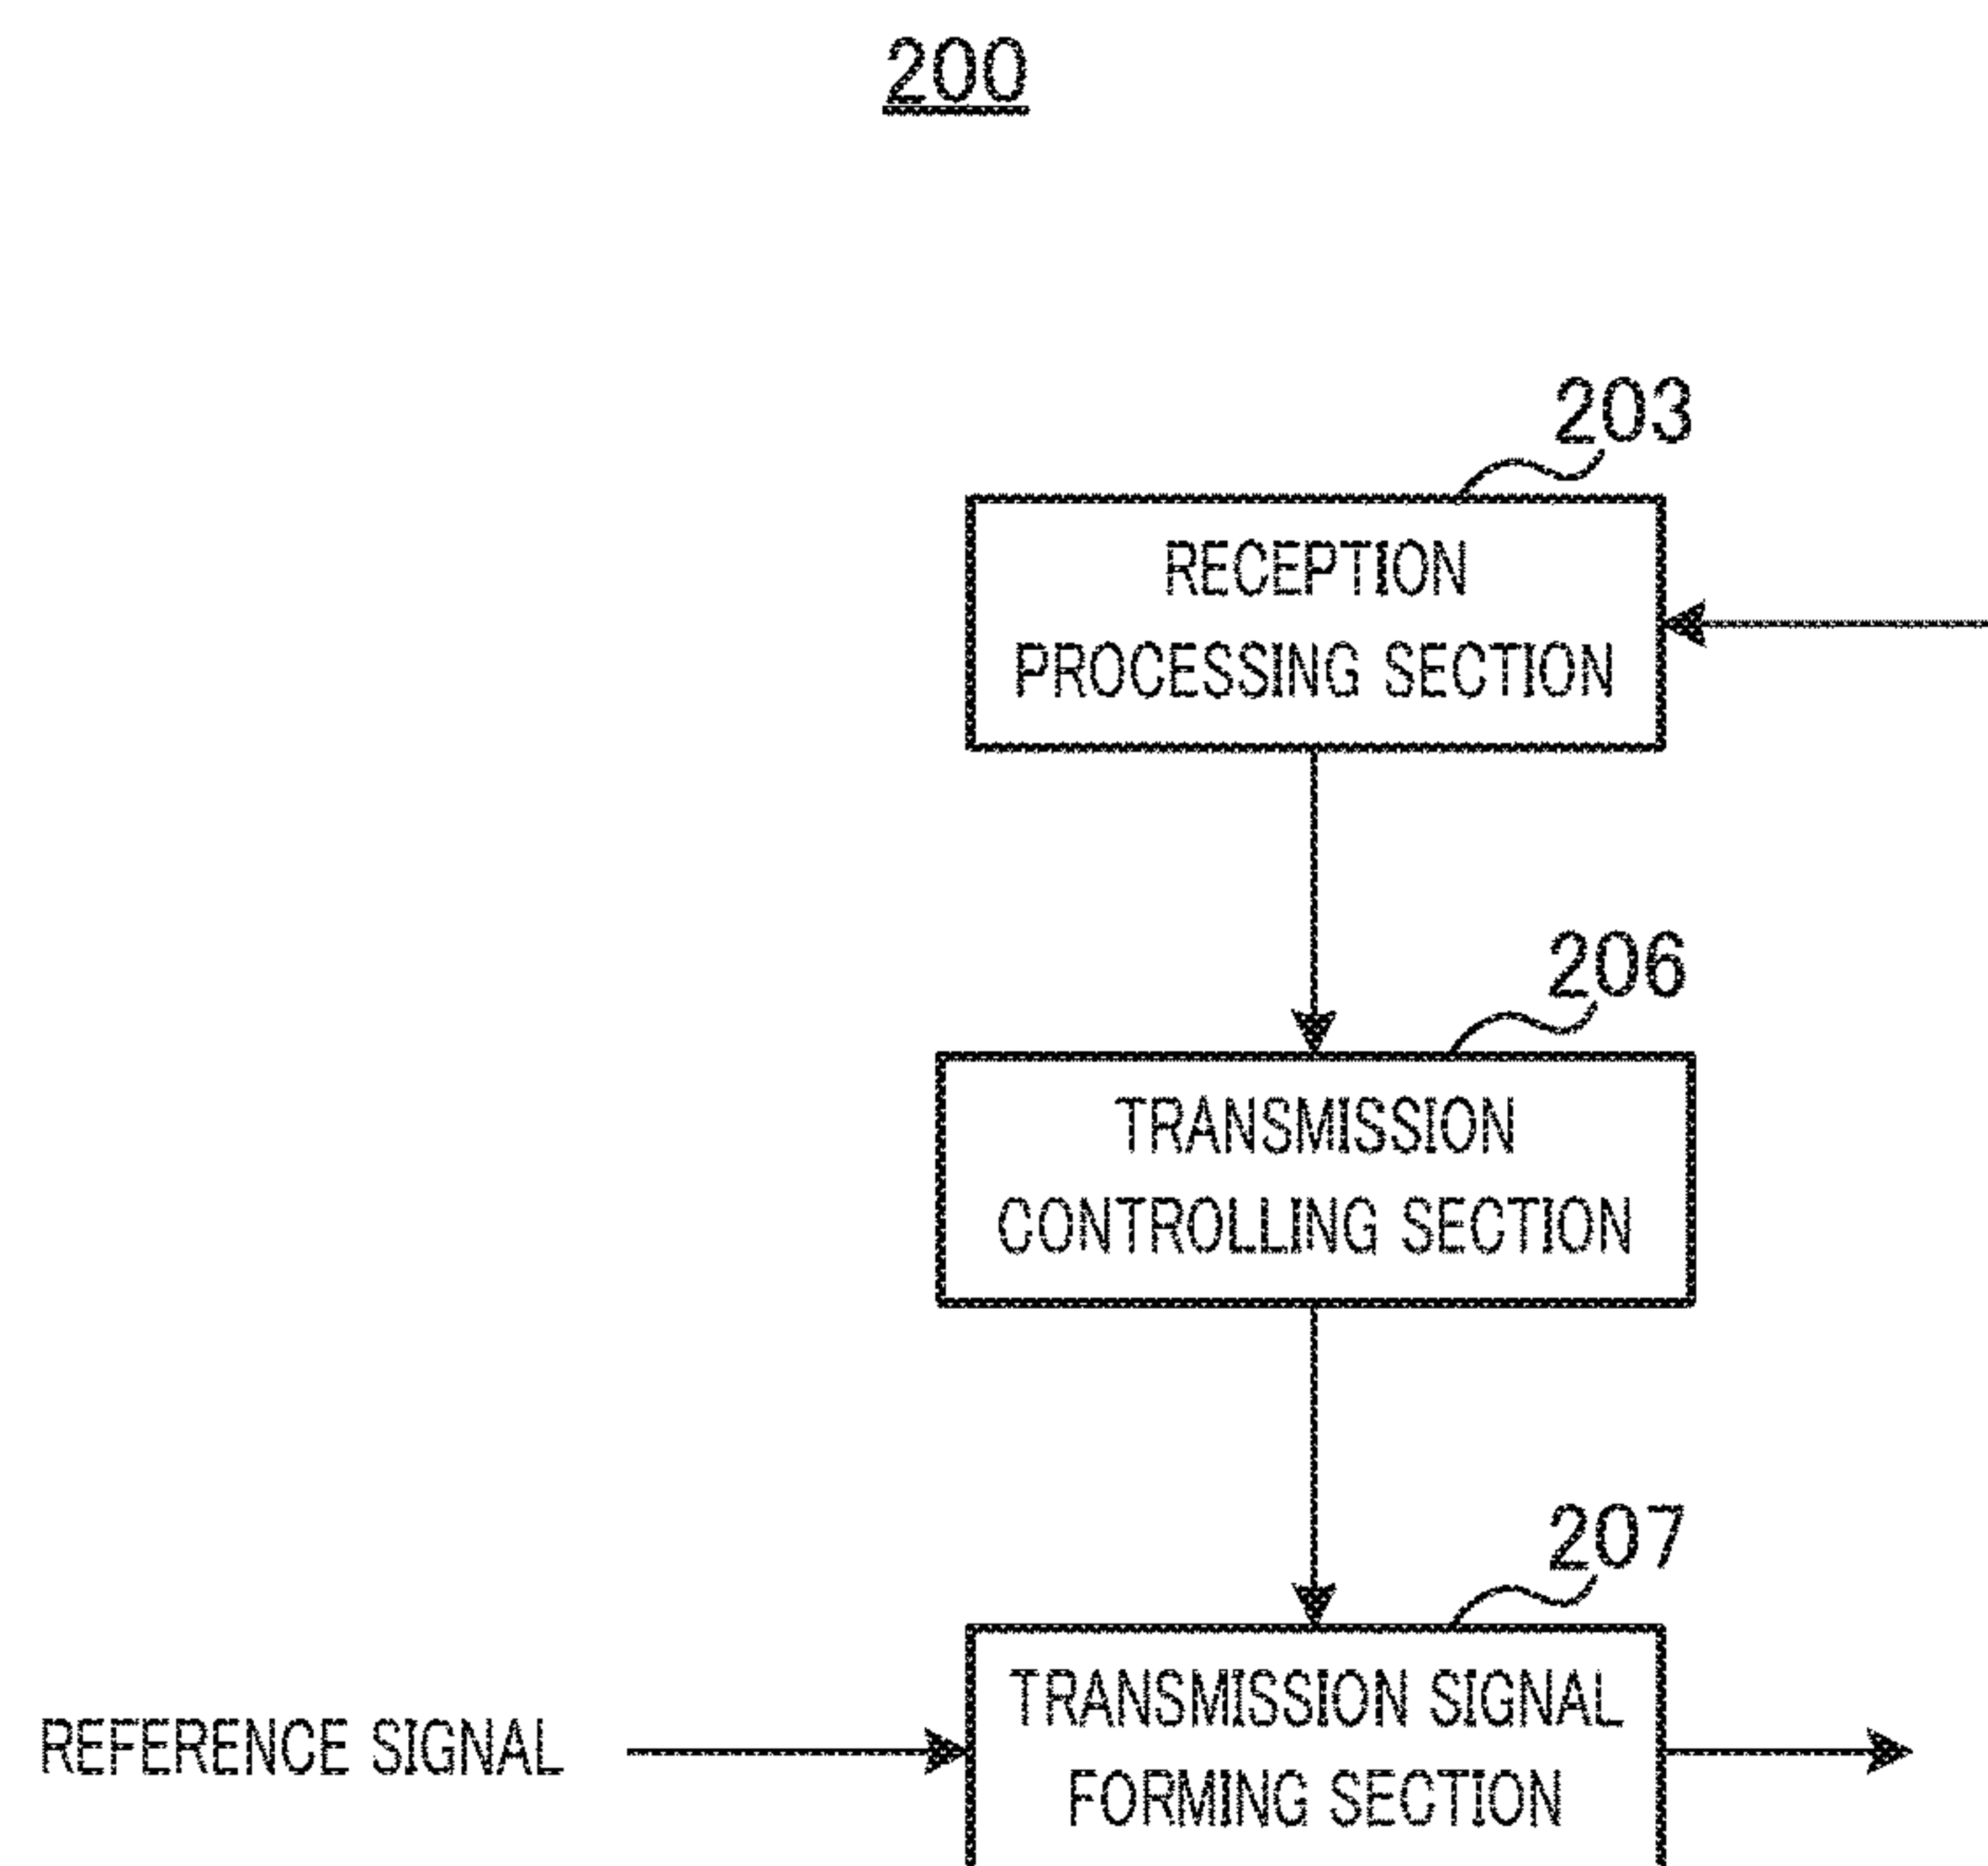 200
203
RECEPTION
PROCESSING SECTION
206
TRANSMISSION
CONTROLLING SECTION
207
TRANSMISSION SIGNAL
FORMING SECTION
REFERENCE SIGNAL